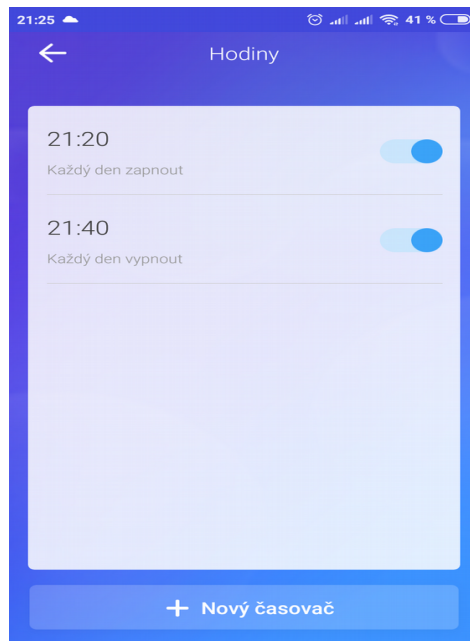 21:25 41 %
Hodiny
21:20
Každý den zapnout
21:40
Každý den vypnout
Nový časovač